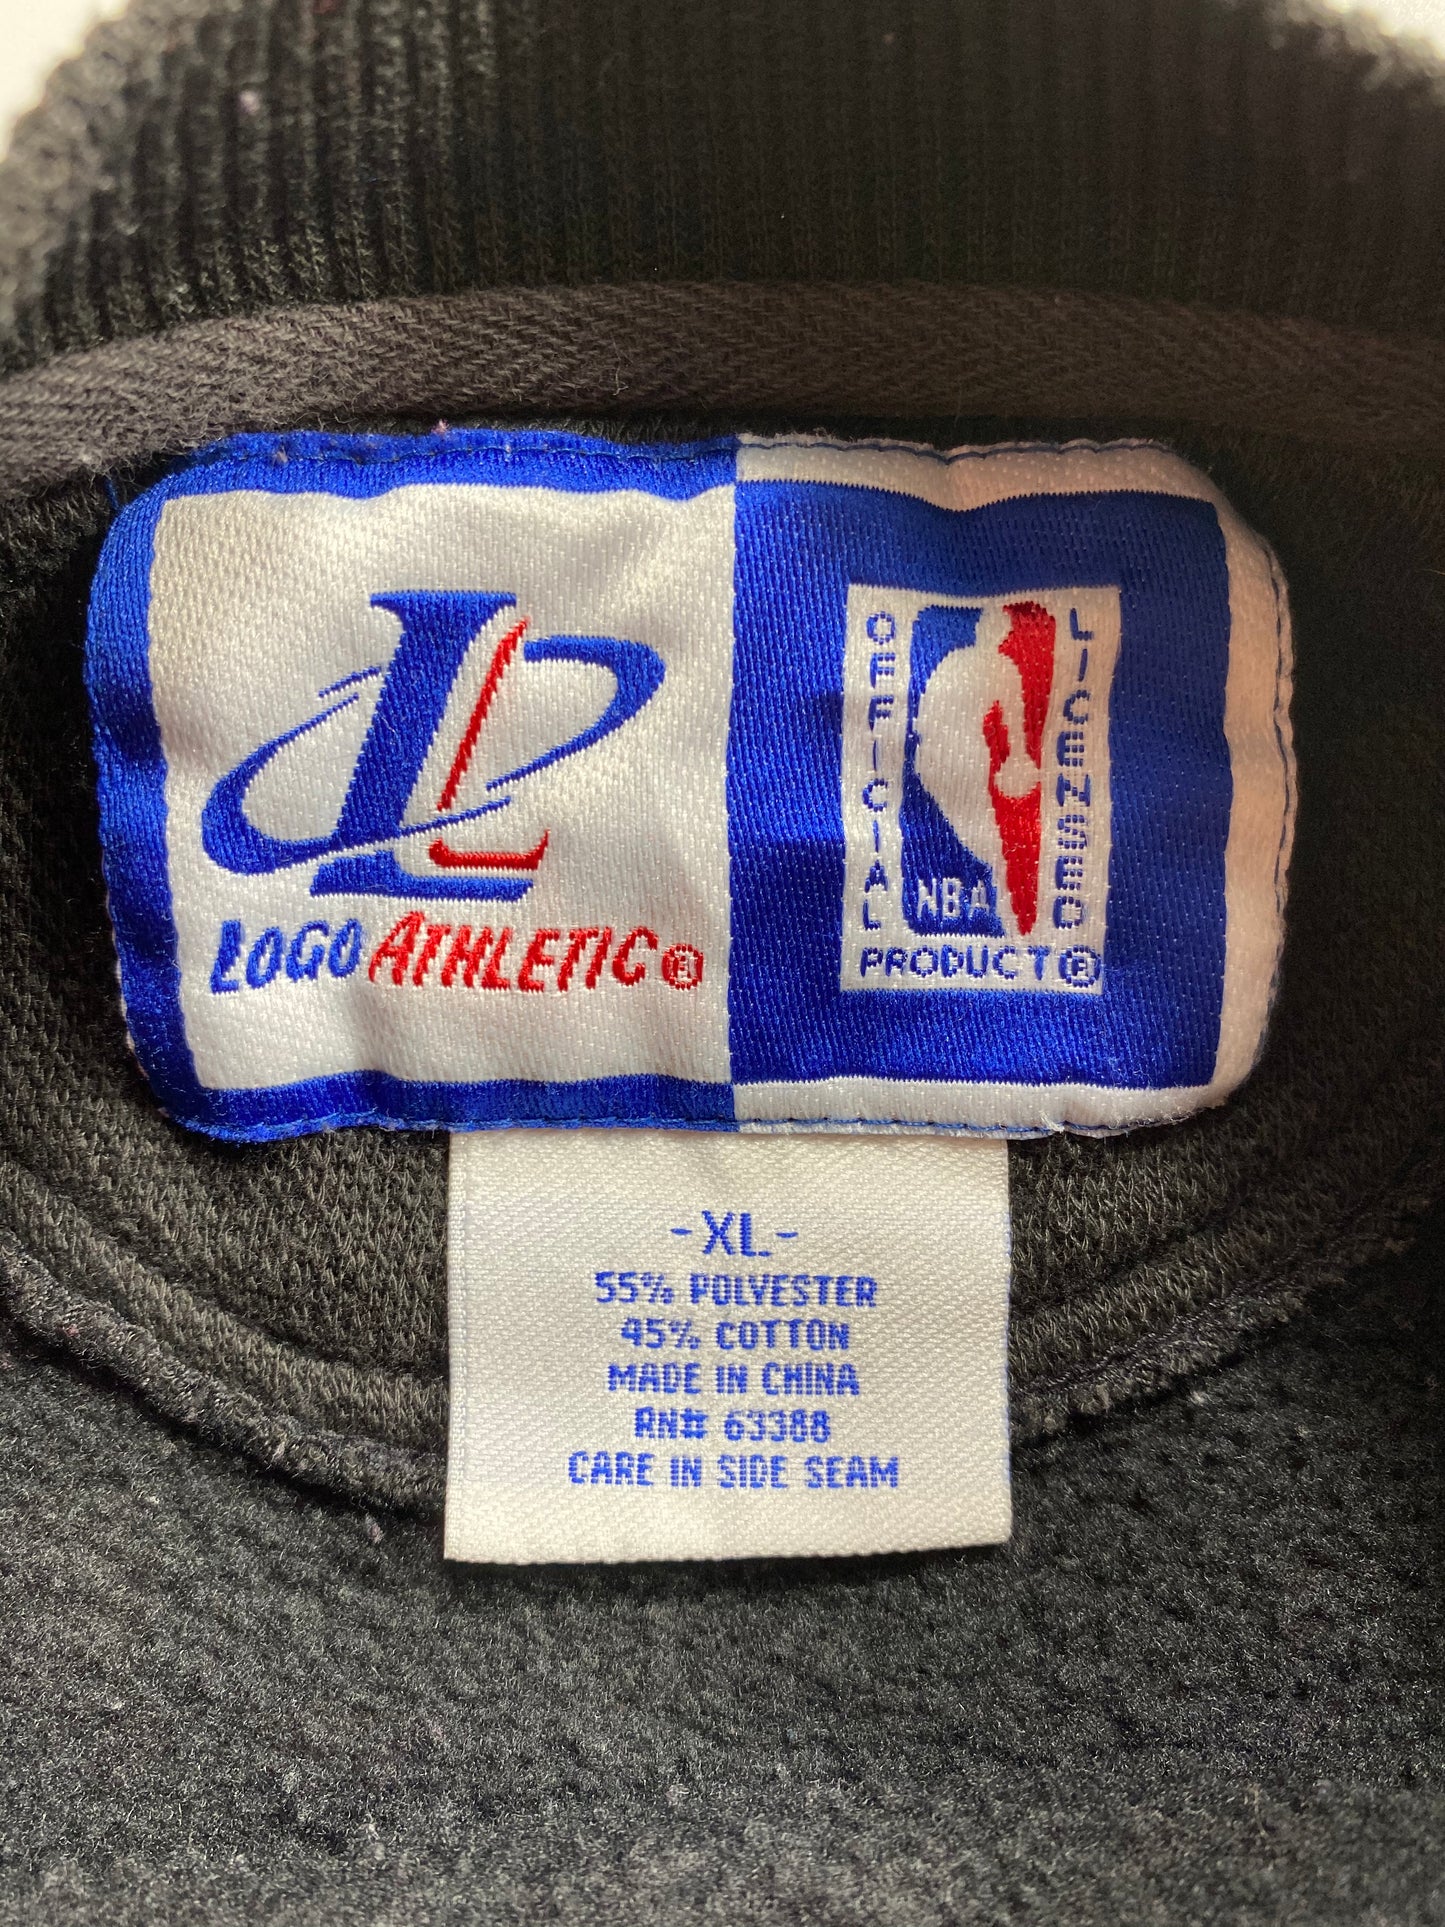 LOGO ATHLETIC®
OFFICIAL
LICENSED
NBA
PRODUCT®
-XL-
55% POLYESTER
45% COTTON
MADE IN CHINA
RN# 63388
CARE IN SIDE SEAM